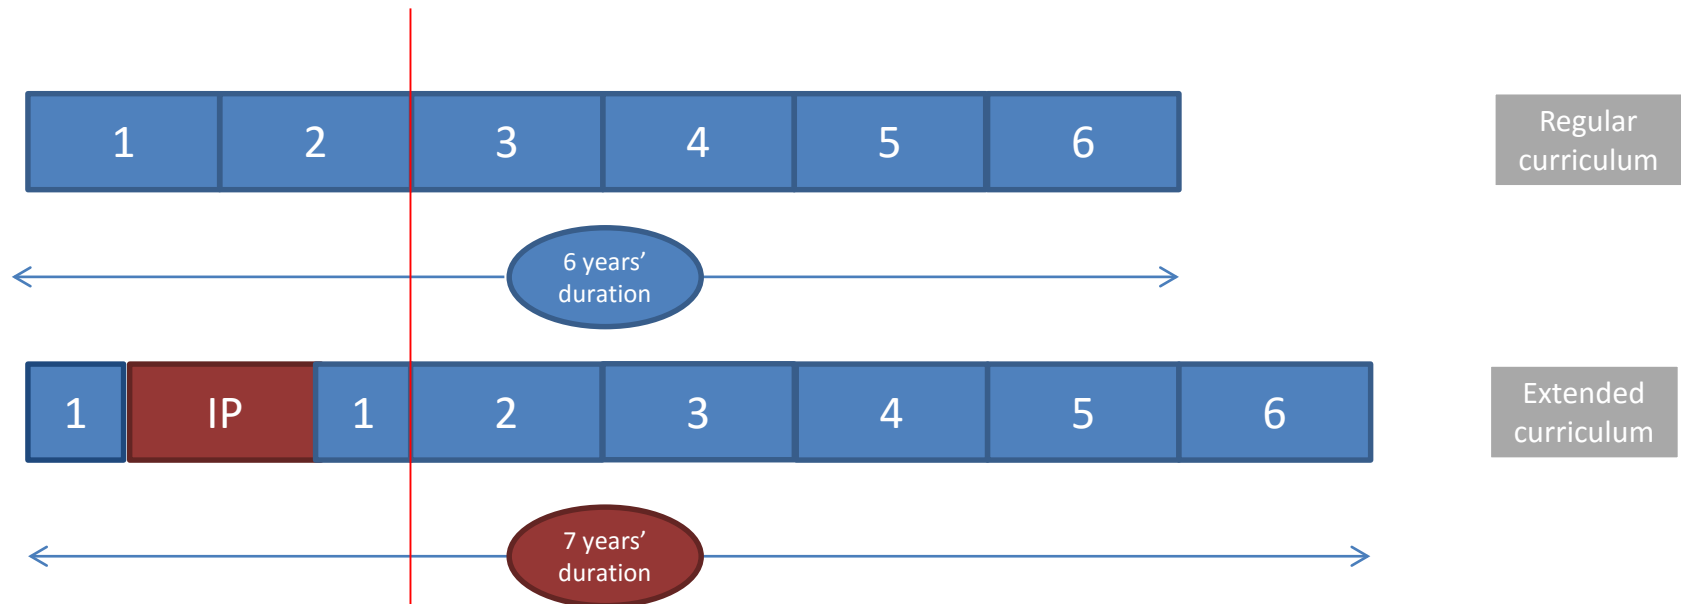 1 2 3 4 5 6
Regular
curriculum
6 years’
duration
1 IP 1 2 3 4 5 6
Extended
curriculum
7 years’
duration